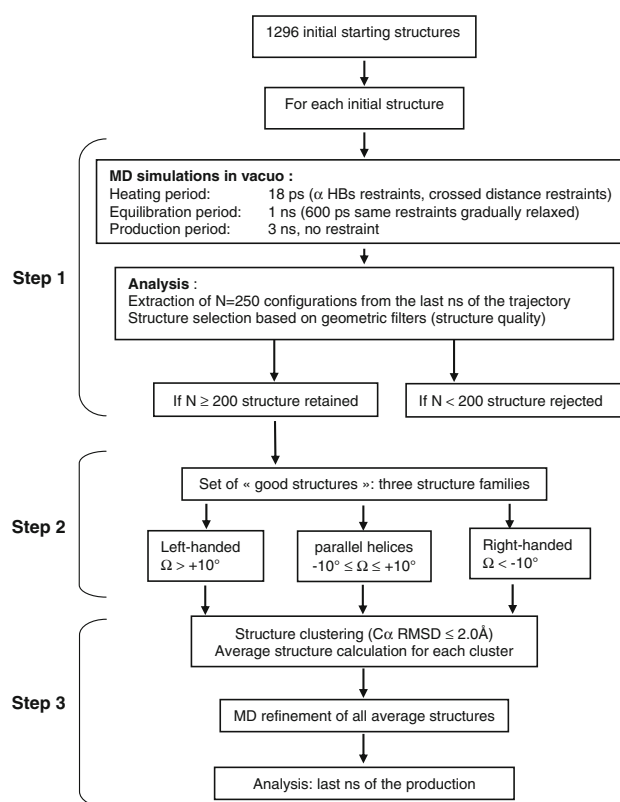 1296 initial starting structures
For each initial structure
Step 1
MD simulations in vacuo :
Heating period: 18 ps (α HBs restraints, crossed distance restraints)
Equilibration period: 1 ns (600 ps same restraints gradually relaxed)
Production period: 3 ns, no restraint
Analysis :
Extraction of N=250 configurations from the last ns of the trajectory
Structure selection based on geometric filters (structure quality)
If N ≥ 200 structure retained
If N < 200 structure rejected
Step 2
Set of « good structures »: three structure families
Left-handed
Ω > +10°
parallel helices
-10° ≤ Ω ≤ +10°
Right-handed
Ω < -10°
Step 3
Structure clustering (Cα RMSD ≤ 2.0Å)
Average structure calculation for each cluster
MD refinement of all average structures
Analysis: last ns of the production